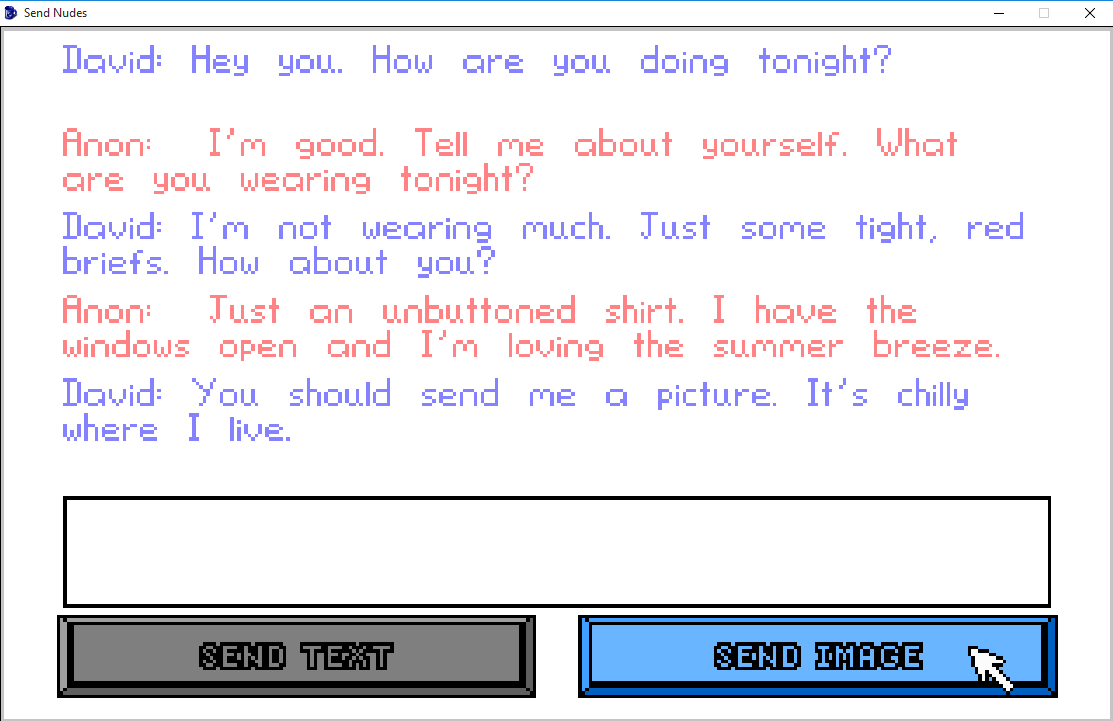 Send Nudes
David: Hey you. How are you doing tonight?
Anon: I'm good. Tell me about yourself. What
are you wearing tonight?
David: I'm not wearing much. Just some tight, red
briefs. How about you?
Anon: Just an unbuttoned shirt. I have the
windows open and I'm loving the summer breeze.
David: You should send me a picture. It's chilly
where I live.
SEND TEXT
SEND IMAGE